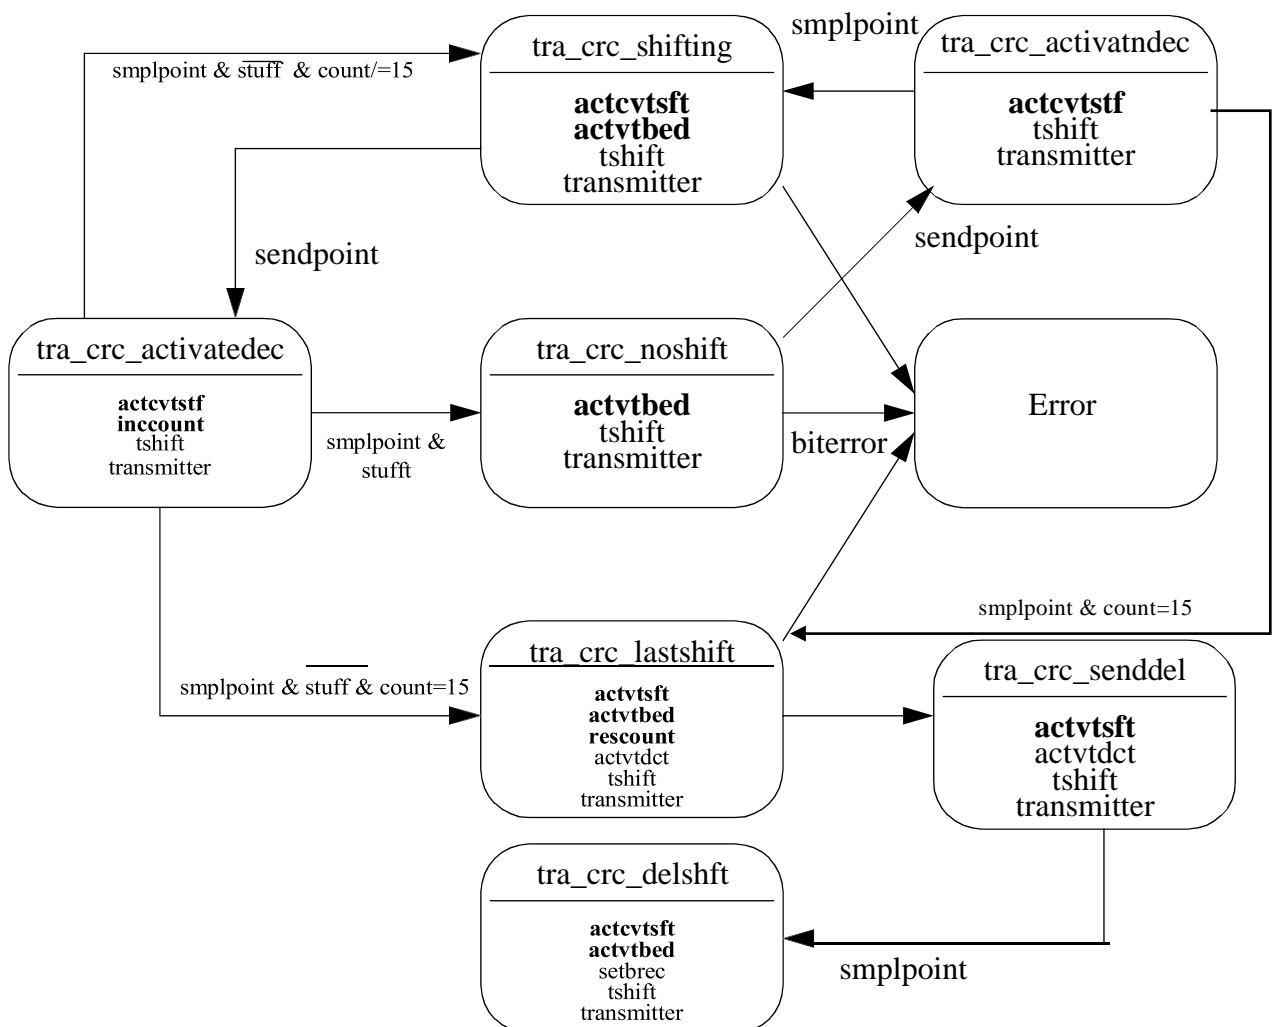 smplpoint
tra_crc_shifting
tra_crc_activatndec
smplpoint & stuff & count/=15
actcvtsft
actvtbed
tshift
transmitter
actcvtstf
tshift
transmitter
sendpoint
sendpoint
tra_crc_activatedec
actcvtstf
inccount
tshift
transmitter
smplpoint &
stufft
tra_crc_noshift
actvtbed
tshift
transmitter
biterror
Error
smplpoint & count=15
smplpoint & stuff & count=15
tra_crc_lastshift
actvtsft
actvtbed
rescount
actvtdct
tshift
transmitter
tra_crc_senddel
actvtsft
actvtdct
tshift
transmitter
tra_crc_delshft
actcvtsft
actvtbed
setbrec
tshift
transmitter
smplpoint